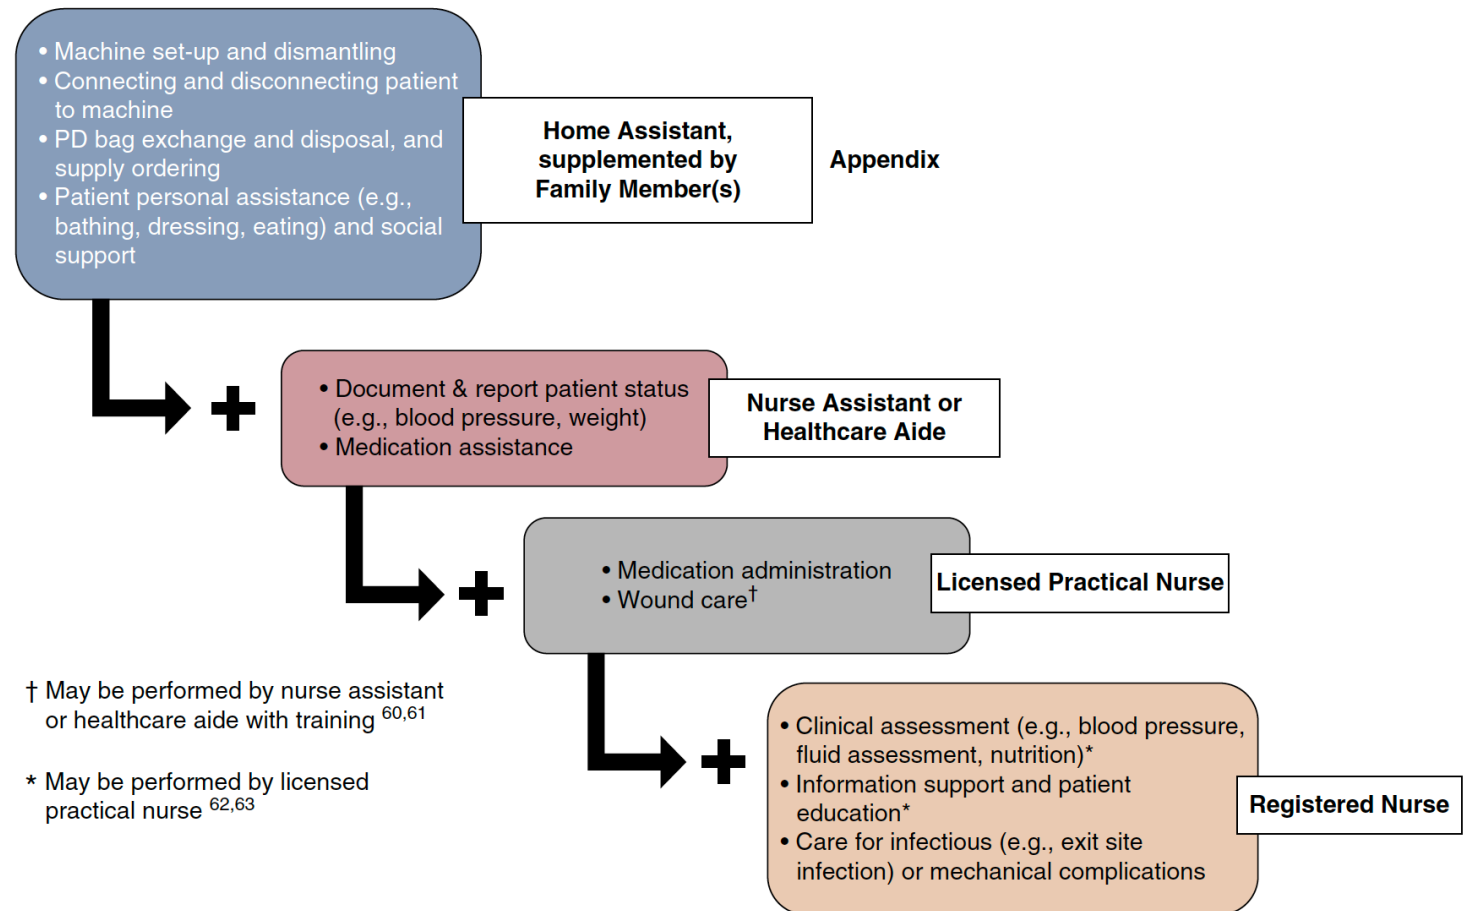 • Machine set-up and dismantling
• Connecting and disconnecting patient
to machine
• PD bag exchange and disposal, and
supply ordering
• Patient personal assistance (e.g.,
bathing, dressing, eating) and social
support
Home Assistant,
supplemented by
Family Member(s)
Appendix
• Document & report patient status
(e.g., blood pressure, weight)
• Medication assistance
Nurse Assistant or
Healthcare Aide
• Medication administration
• Wound care†
Licensed Practical Nurse
† May be performed by nurse assistant
or healthcare aide with training 60,61
* May be performed by licensed
practical nurse 62,63
• Clinical assessment (e.g., blood pressure,
fluid assessment, nutrition)*
• Information support and patient
education*
• Care for infectious (e.g., exit site
infection) or mechanical complications
Registered Nurse